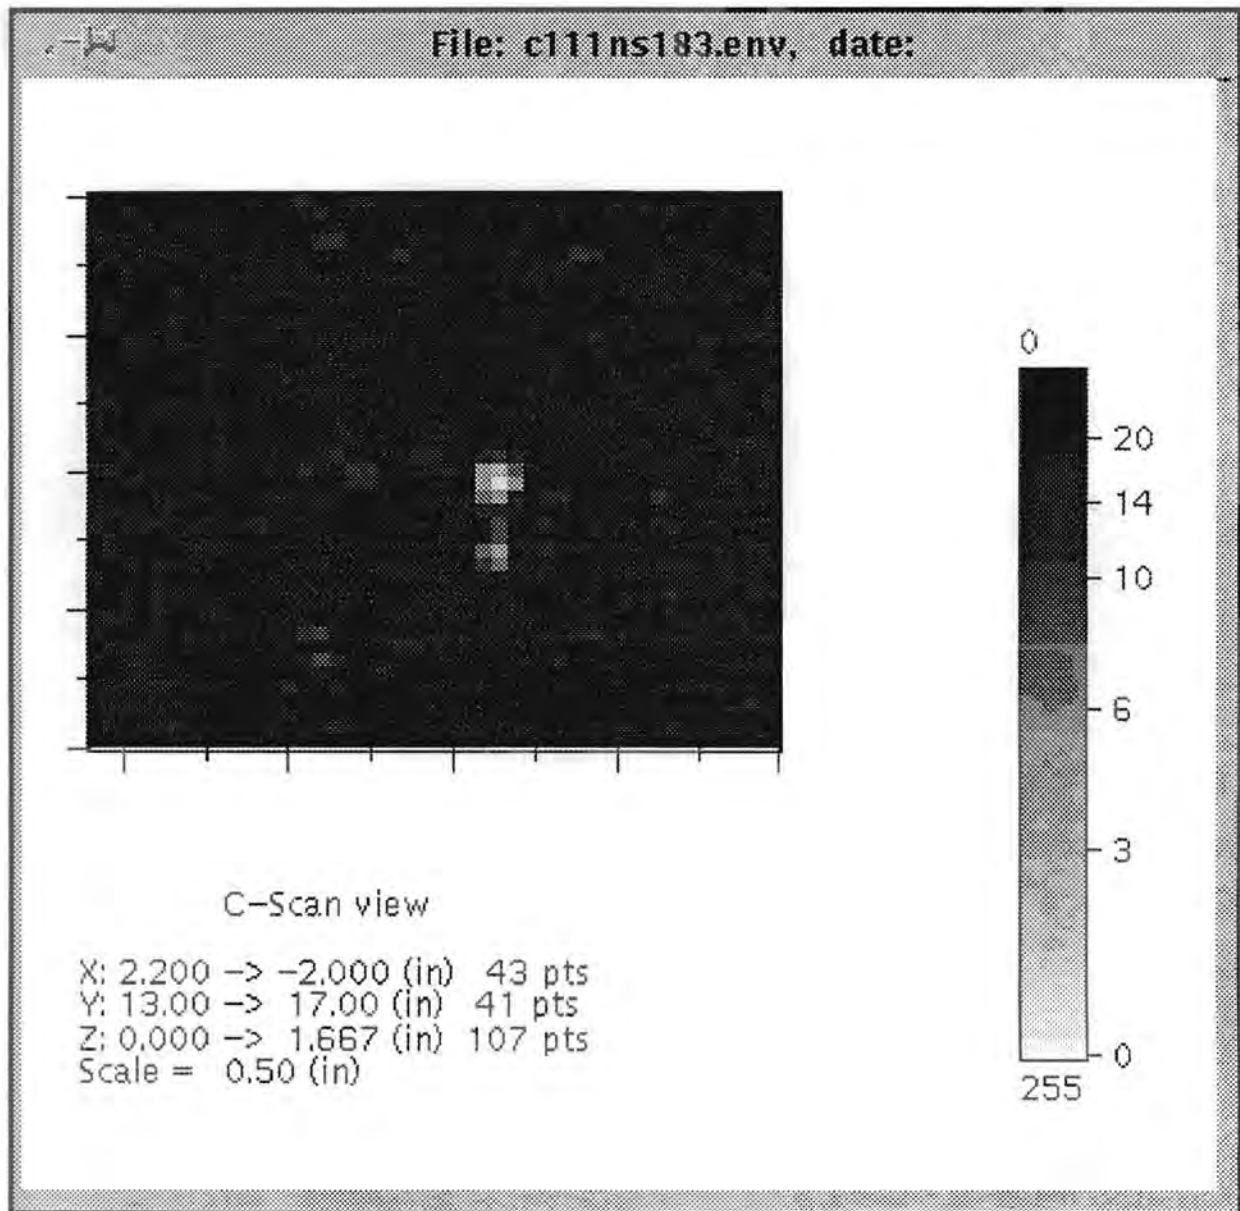 File: c111ns183.env, date:
0
20
14
10
6
3
0
255
C-Scan view
X: 2.200 -> -2.000 (in) 43 pts
Y: 13.00 -> 17.00 (in) 41 pts
Z: 0.000 -> 1.667 (in) 107 pts
Scale = 0.50 (in)